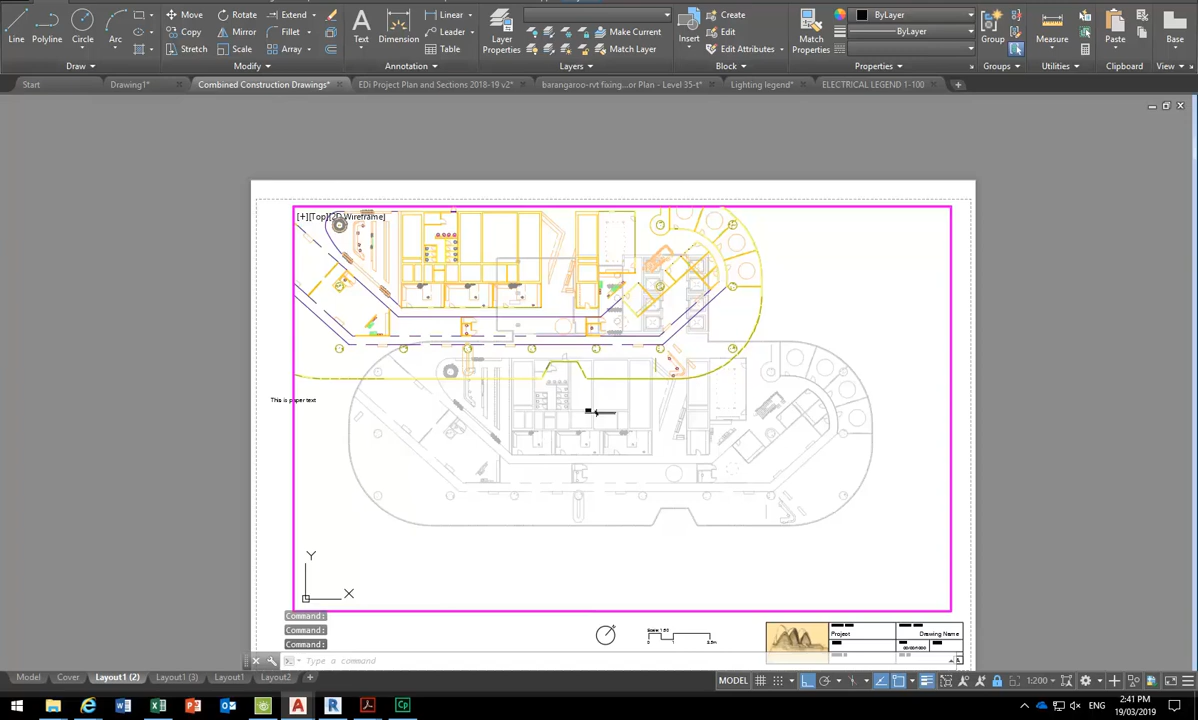 Line Polyline Circle Arc
Move Rotate Extend
Copy Mirror Fillet
Stretch Scale Array
Text Dimension
Linear
Leader
Table
Layer Properties
Make Current
Match Layer
Insert
Create
Edit
Edit Attributes
Match Properties
ByLayer
ByLayer
Group Measure Paste Base
Draw Modify Annotation Layers Block Properties Groups Utilities Clipboard View
Start Drawing1* Combined Construction Drawings* EDi Project Plan and Sections 2018-19 v2* barangaroo-rvt fixing...or Plan - Level 35-t* Lighting legend* ELECTRICAL LEGEND 1-100
[+][Top][2D Wireframe]
This is paper text
Y
X
Command:
Command:
Command:
Scale 1:50
Project Drawing Name
Type a command
Model Cover Layout1 (2) Layout1 (3) Layout1 Layout2
MODEL 1:200
ENG 2:41 PM
19/03/2019